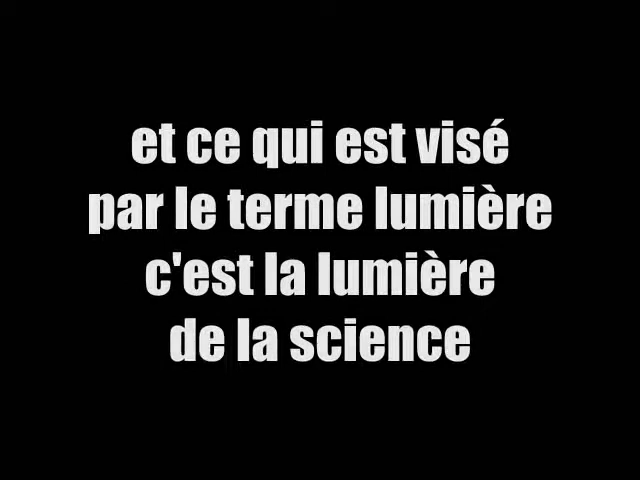 et ce qui est visé
par le terme lumière
c'est la lumière
de la science